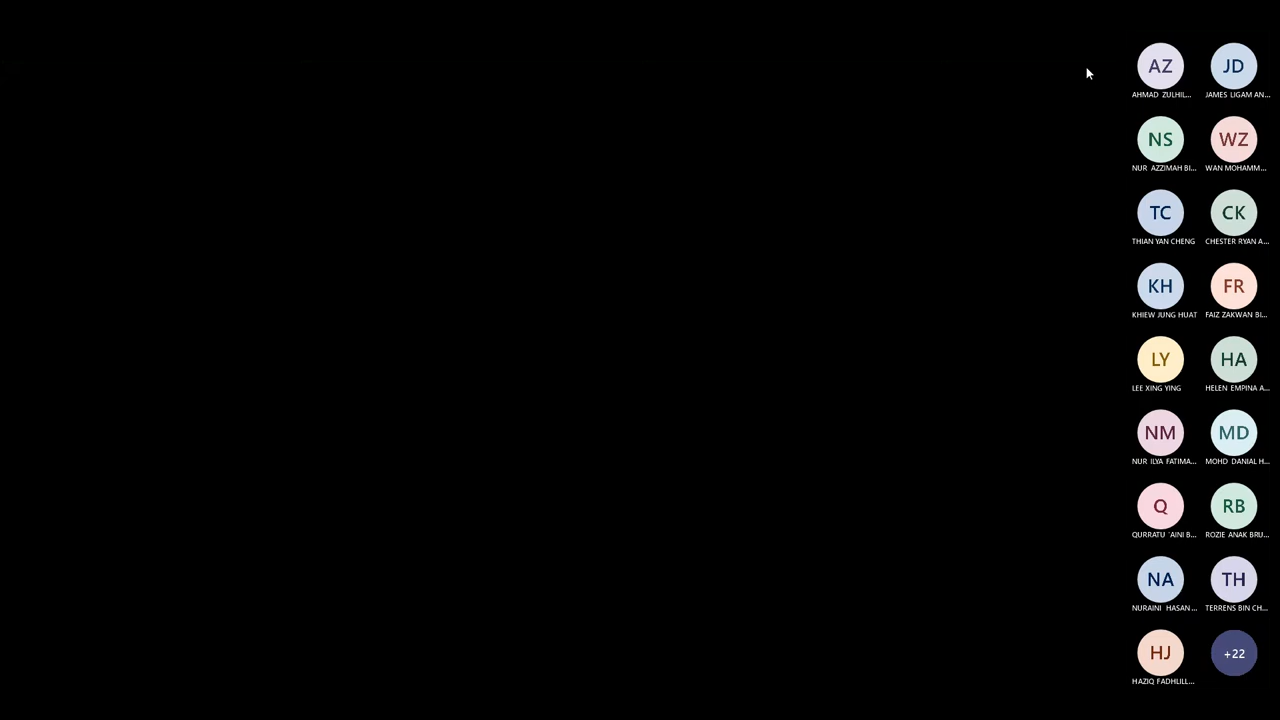 AZ JD
AHMAD ZULHIL... JAMES LIGAM AN...
NS WZ
NUR AZZIMAH BI... WAN MOHAMM...
TC CK
THIAN YAN CHENG CHESTER RYAN A...
KH FR
KHIEW JUNG HUAT FAIZ ZAKWAN BI...
LY HA
LEE XING YING HELEN EMPINA A...
NM MD
NUR ILYA FATIMA... MOHD DANIAL H...
Q RB
QURRATU 'AINI B... ROZIE ANAK BRU...
NA TH
NURAINI HASAN... TERRENS BIN CH...
HJ +22
HAZIQ FADHLILL...